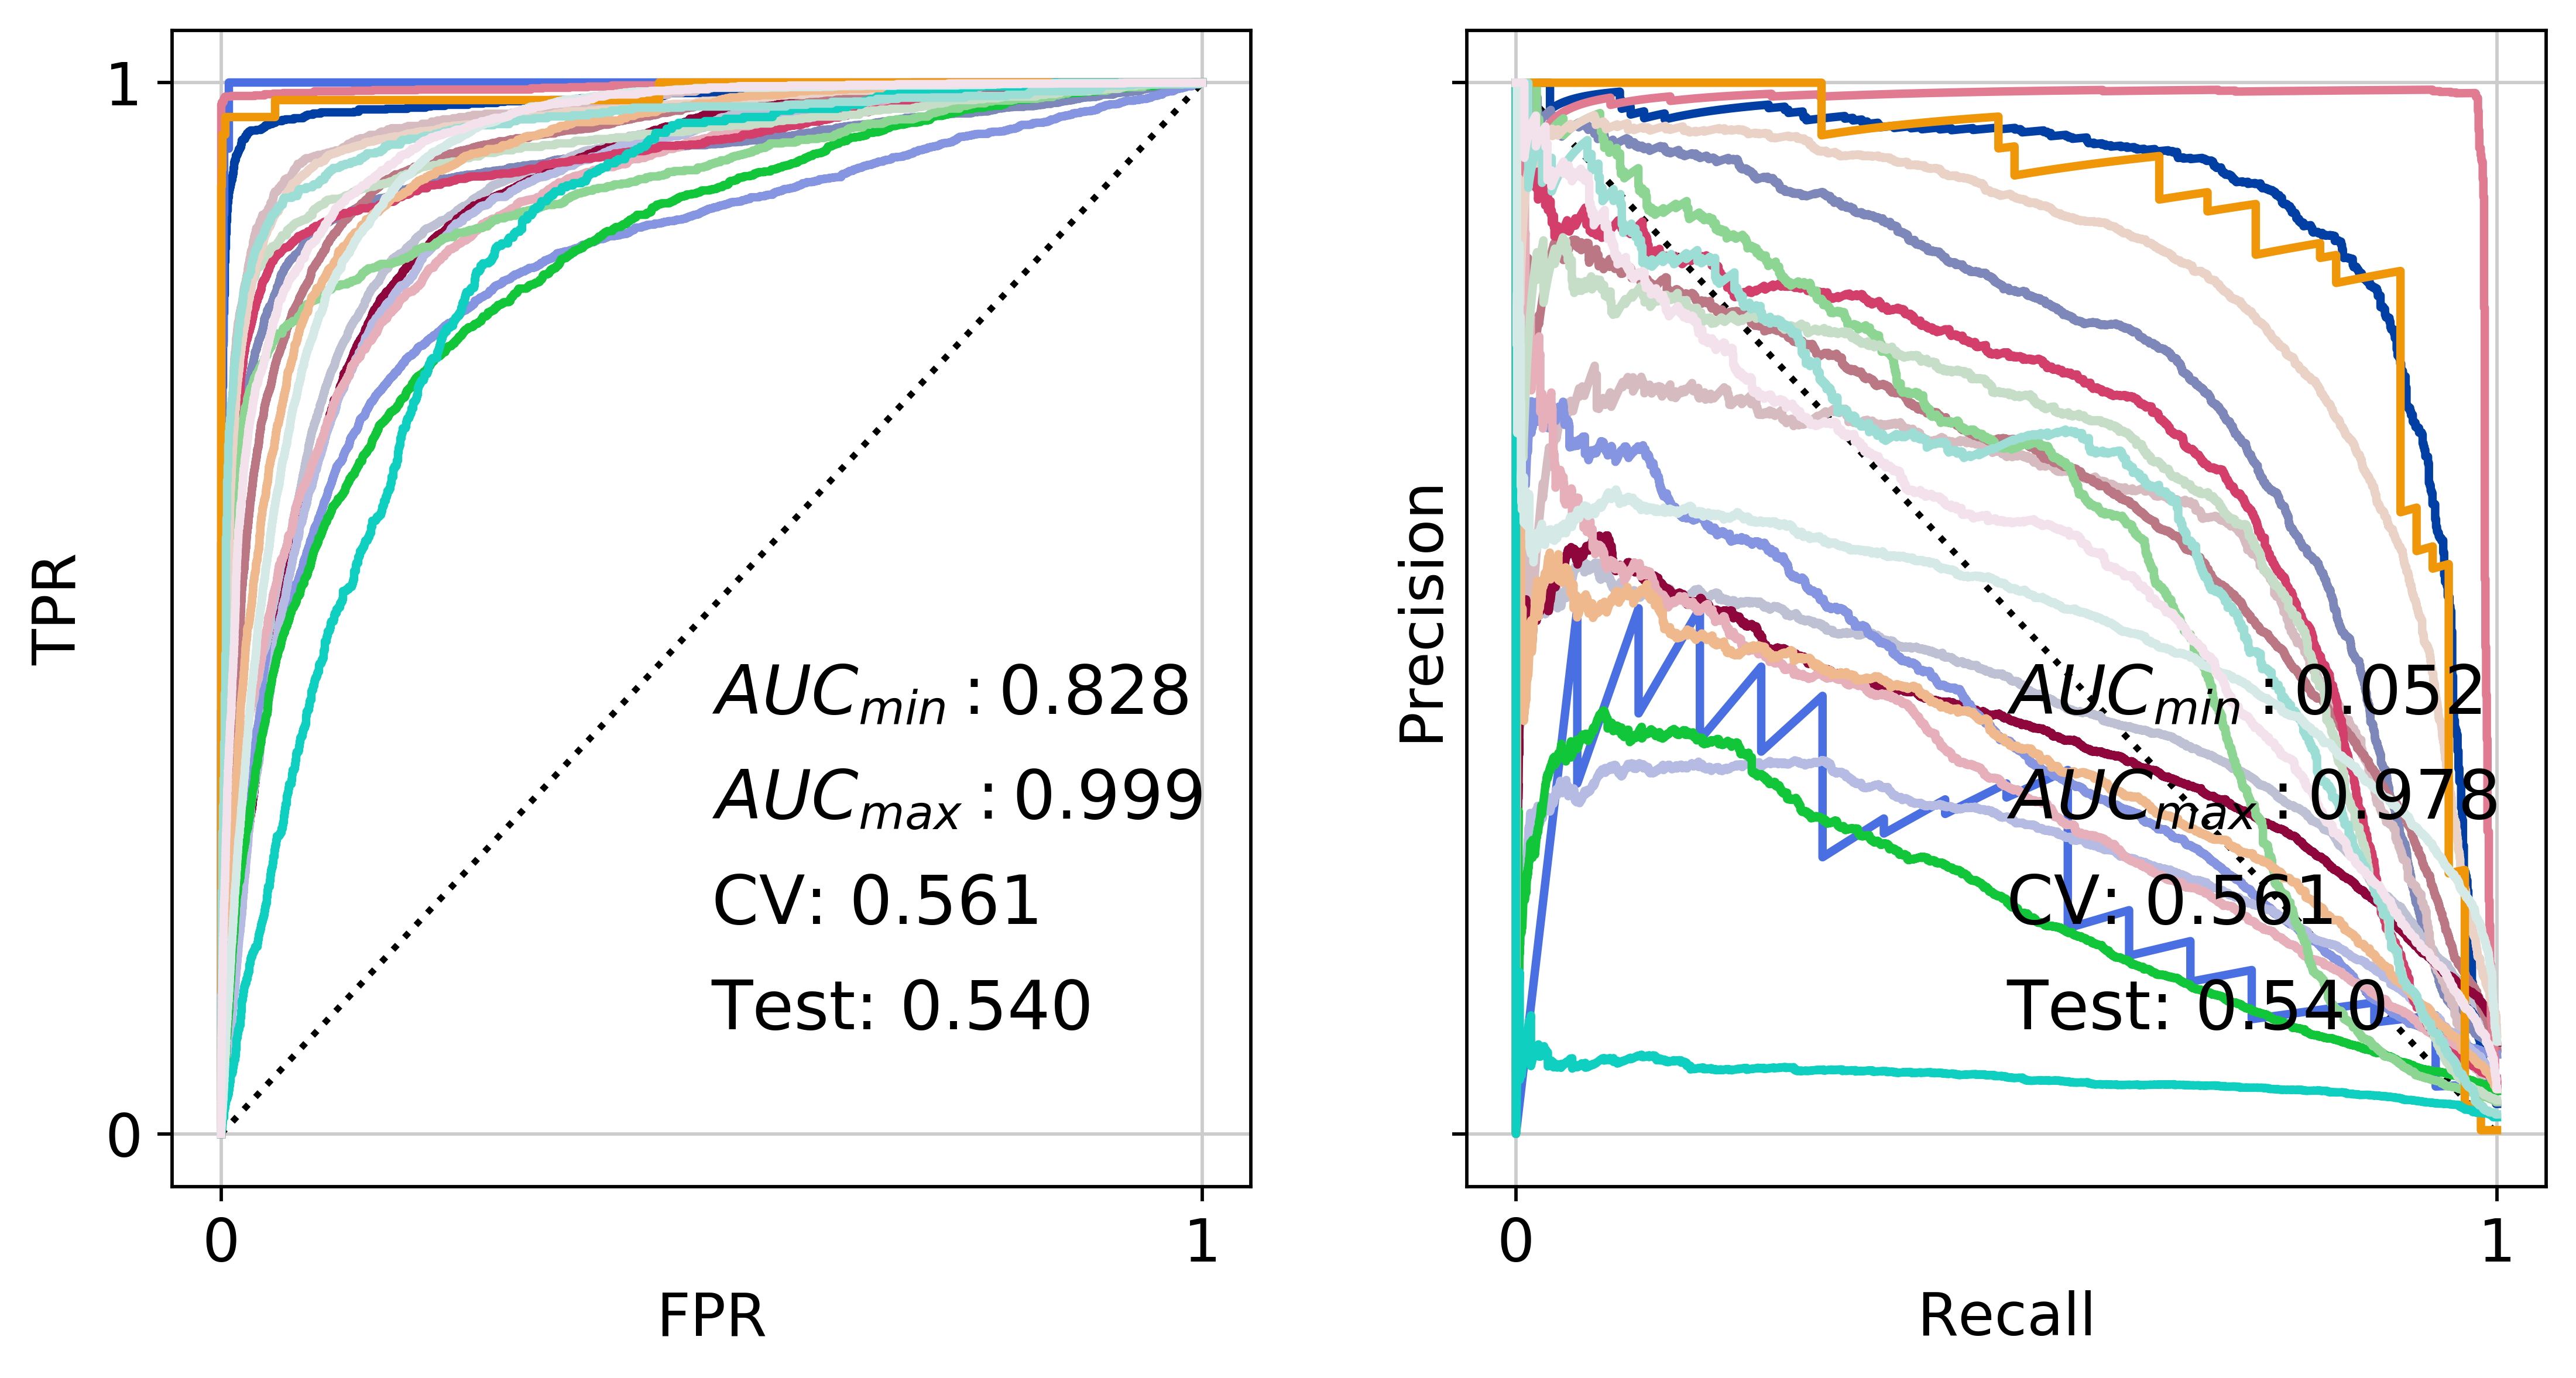 1
0
TPR
0
1
FPR
AUCmin : 0.828
AUCmax : 0.999
CV: 0.561
Test: 0.540
Precision
0
1
Recall
AUCmin : 0.052
AUCmax : 0.978
CV: 0.561
Test: 0.540